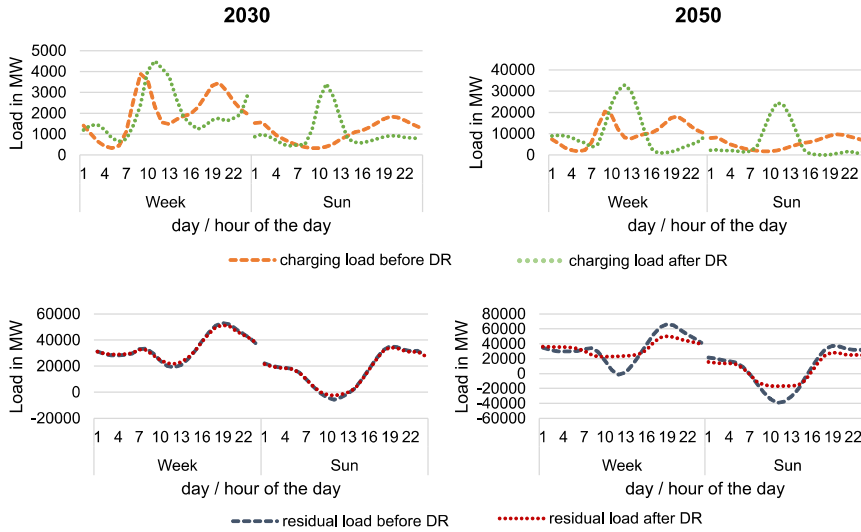 2030
2050
Load in MW
5000
4000
3000
2000
1000
0
1 4 7 10 13 16 19 22 1 4 7 10 13 16 19 22
Week Sun
day / hour of the day
Load in MW
40000
30000
20000
10000
0
1 4 7 10 13 16 19 22 1 4 7 10 13 16 19 22
Week Sun
day / hour of the day
charging load before DR
charging load after DR
Load in MW
60000
40000
20000
0
-20000
1 4 7 10 13 16 19 22 1 4 7 10 13 16 19 22
Week Sun
day / hour of the day
Load in MW
80000
60000
40000
20000
0
-20000
-40000
-60000
1 4 7 10 13 16 19 22 1 4 7 10 13 16 19 22
Week Sun
day / hour of the day
residual load before DR
residual load after DR